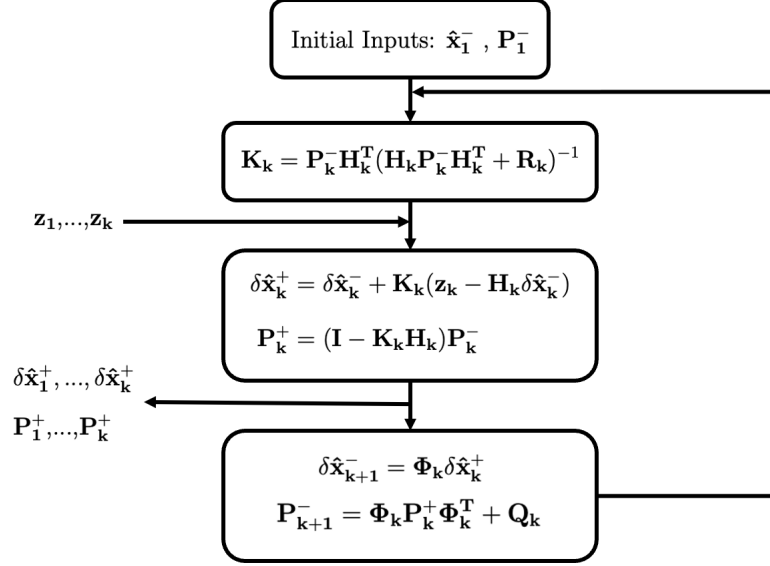 Initial Inputs: x̂₁⁻ , P₁⁻
Kₖ = Pₖ⁻Hₖᵀ(HₖPₖ⁻Hₖᵀ + Rₖ)⁻¹
z₁,...,zₖ
δx̂ₖ⁺ = δx̂ₖ⁻ + Kₖ(zₖ − Hₖδx̂ₖ⁻)
Pₖ⁺ = (I − KₖHₖ)Pₖ⁻
δx̂₁⁺,...,δx̂ₖ⁺
P₁⁺,...,Pₖ⁺
δx̂ₖ₊₁⁻ = Φₖδx̂ₖ⁺
Pₖ₊₁⁻ = ΦₖPₖ⁺Φₖᵀ + Qₖ